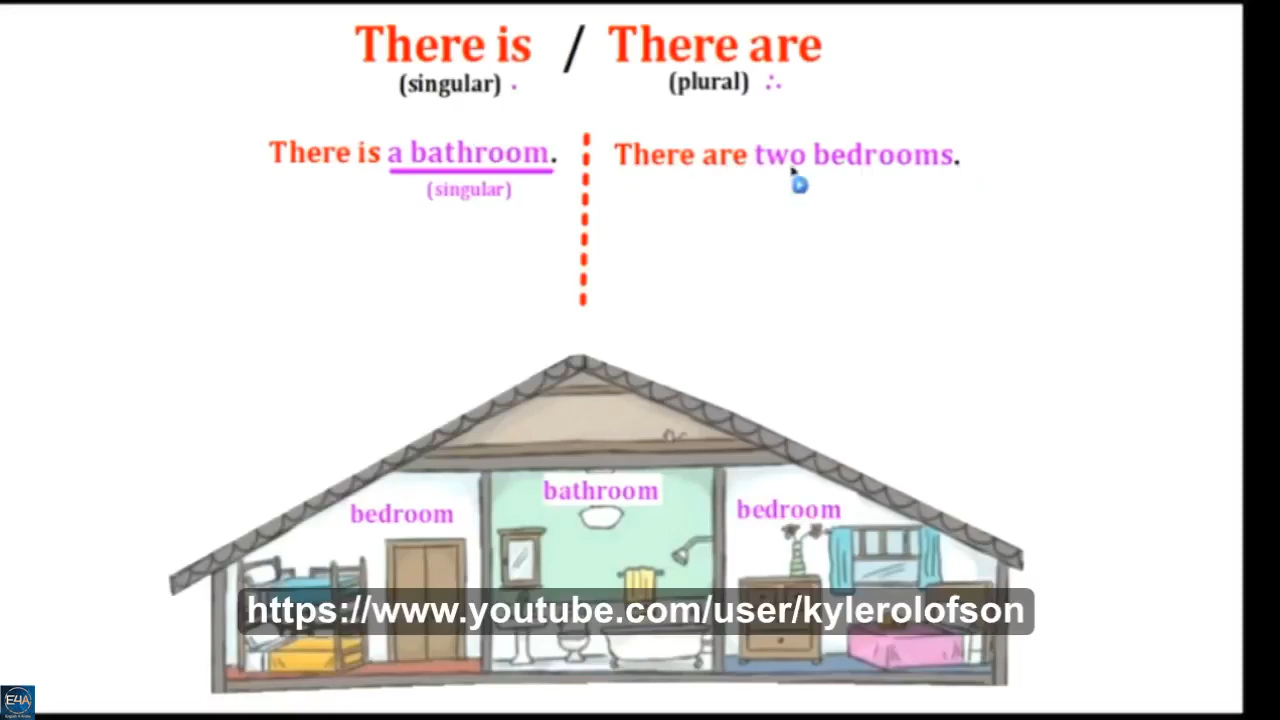 There is / There are
(singular) . (plural) ∴
There is a bathroom. There are two bedrooms.
(singular)
bathroom
bedroom bedroom
https://www.youtube.com/user/kylerolofson
E4A